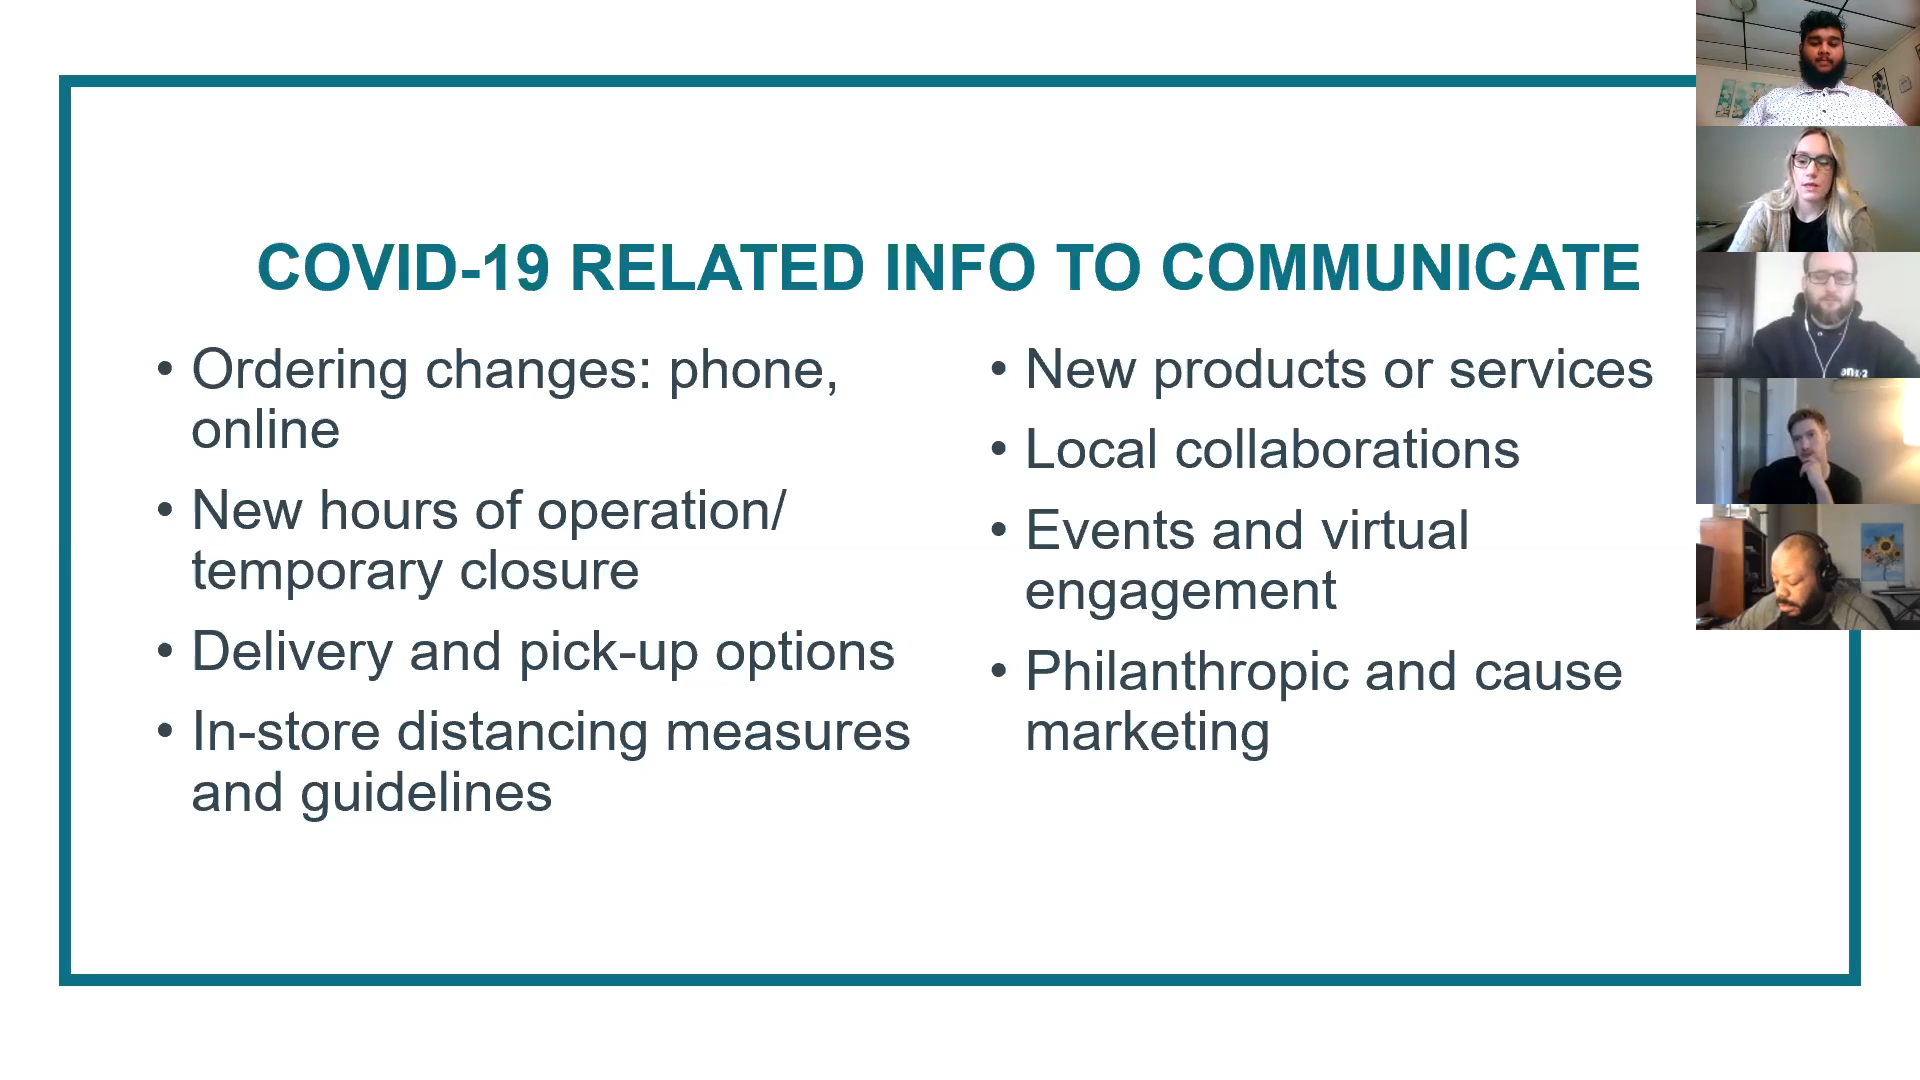 COVID-19 RELATED INFO TO COMMUNICATE
• Ordering changes: phone,
online
• New hours of operation/
temporary closure
• Delivery and pick-up options
• In-store distancing measures
and guidelines
• New products or services
• Local collaborations
• Events and virtual
engagement
• Philanthropic and cause
marketing